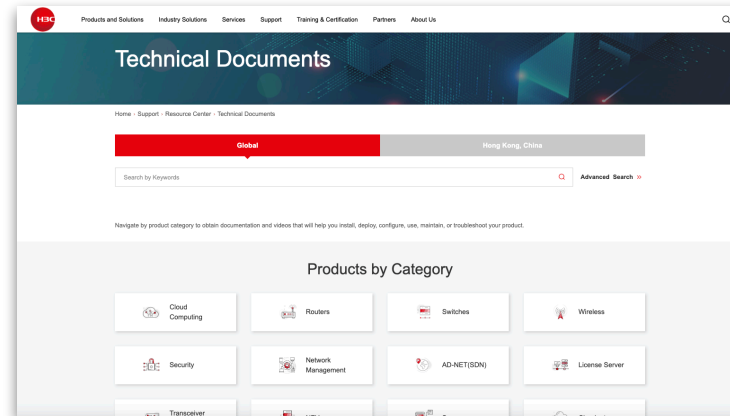 H3C
Products and Solutions Industry Solutions Services Support Training & Certification Partners About Us
Technical Documents
Home › Support › Resource Center › Technical Documents
Global Hong Kong, China
Search by Keywords Advanced Search »
Navigate by product category to obtain documentation and videos that will help you install, deploy, configure, use, maintain, or troubleshoot your product.
Products by Category
Cloud
Computing
Routers
Switches
Wireless
Security
Network
Management
AD-NET(SDN)
License Server
Transceiver